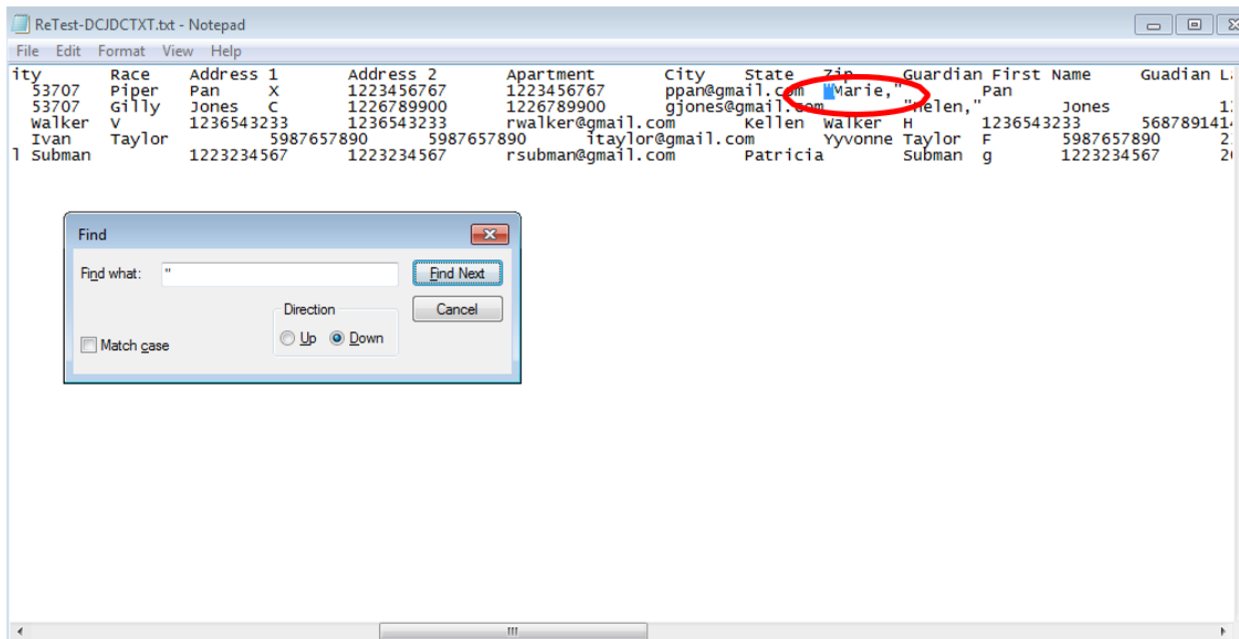 ReTest-DCJDCTXT.txt - Notepad
File Edit Format View Help
ity Race Address 1 Address 2 Apartment City State Zip Guardian First Name Guadian L
53707 Piper Pan X 1223456767 1223456767 ppan@gmail.com "Marie," Pan
53707 Gilly Jones C 1226789900 1226789900 gjones@gmail.com "Helen," Jones 1
Walker V 1236543233 1236543233 rwalker@gmail.com Kellen Walker H 1236543233 5687891414
Ivan Taylor 5987657890 5987657890 itaylor@gmail.com Yyvonne Taylor F 5987657890 2
l Subman 1223234567 1223234567 rsubman@gmail.com Patricia Subman g 1223234567 2
Find
Find what: " Find Next
Direction Cancel
Up Down
Match case